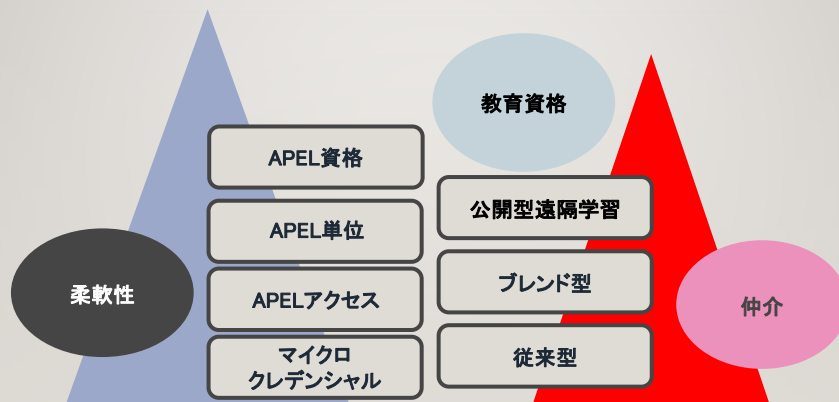 教育資格
APEL資格
公開型遠隔学習
APEL単位
ブレンド型
柔軟性
APELアクセス
仲介
マイクロ
クレデンシャル
従来型